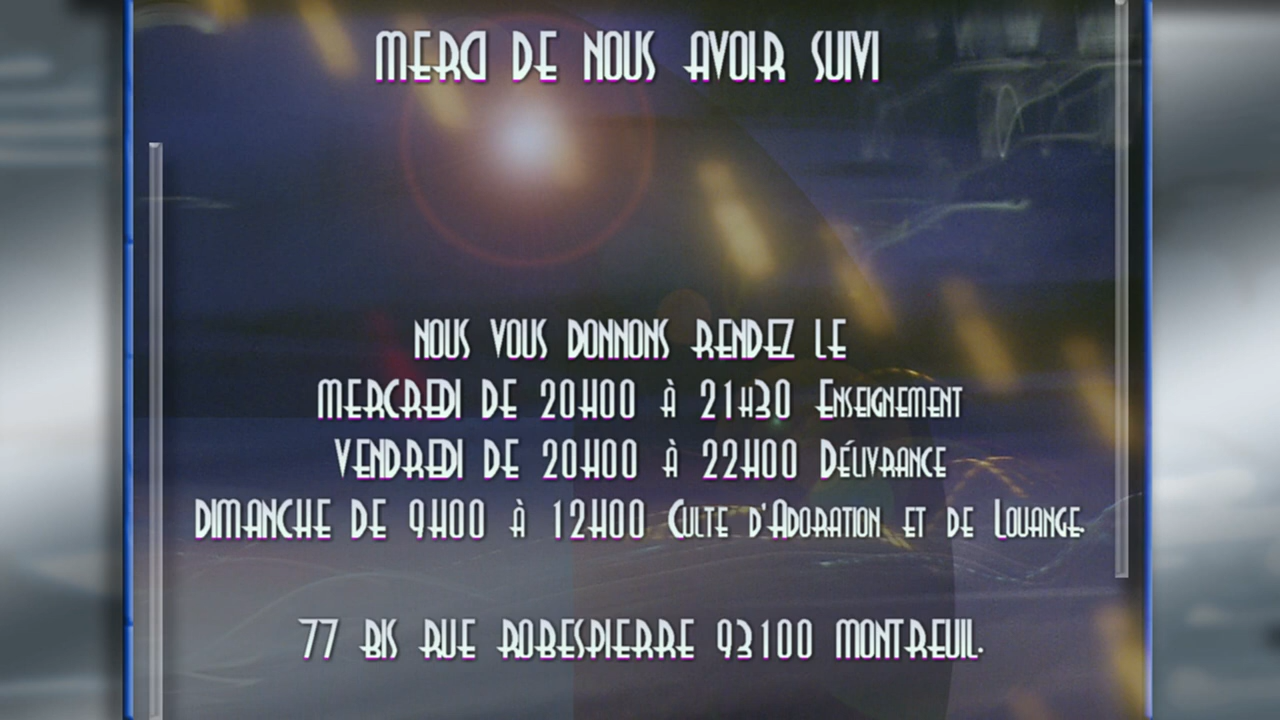 MERCI DE NOUS AVOIR SUIVI
NOUS VOUS DONNONS RENDEZ LE
MERCREDI DE 20H00 À 21H30 Enseignement
VENDREDI DE 20H00 À 22H00 Délivrance
DIMANCHE DE 9H00 À 12H00 Culte d'Adoration et de Louange.
77 BIS RUE ROBESPIERRE 93100 MONTREUIL.